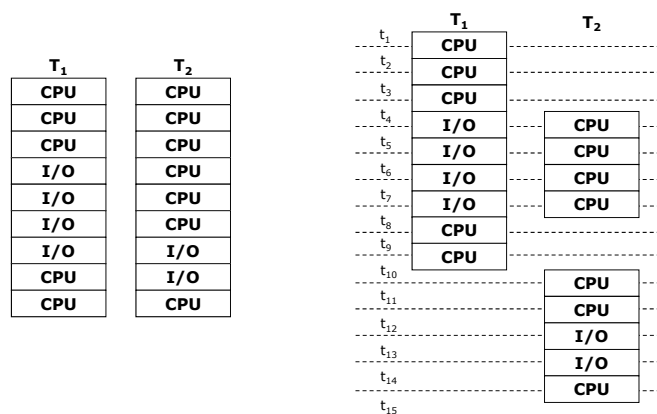 T1 T2
CPU CPU
CPU CPU
CPU CPU
I/O CPU
I/O CPU
I/O CPU
I/O I/O
CPU I/O
CPU CPU
T1 T2
t1 CPU
t2 CPU
t3 CPU
t4 I/O CPU
t5 I/O CPU
t6 I/O CPU
t7 I/O CPU
t8 CPU
t9 CPU
t10 CPU
t11 CPU
t12 I/O
t13 I/O
t14 CPU
t15